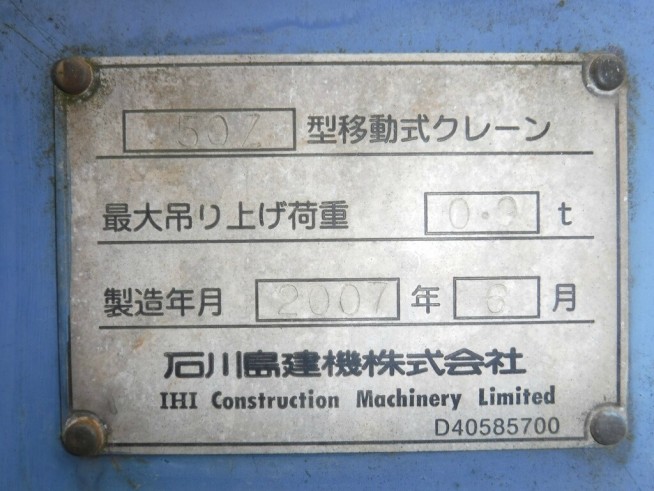 50Z 型移動式クレーン
最大吊り上げ荷重 0.9 t
製造年月 2007 年 月
石川島建機株式会社
IHI Construction Machinery Limited
D40585700